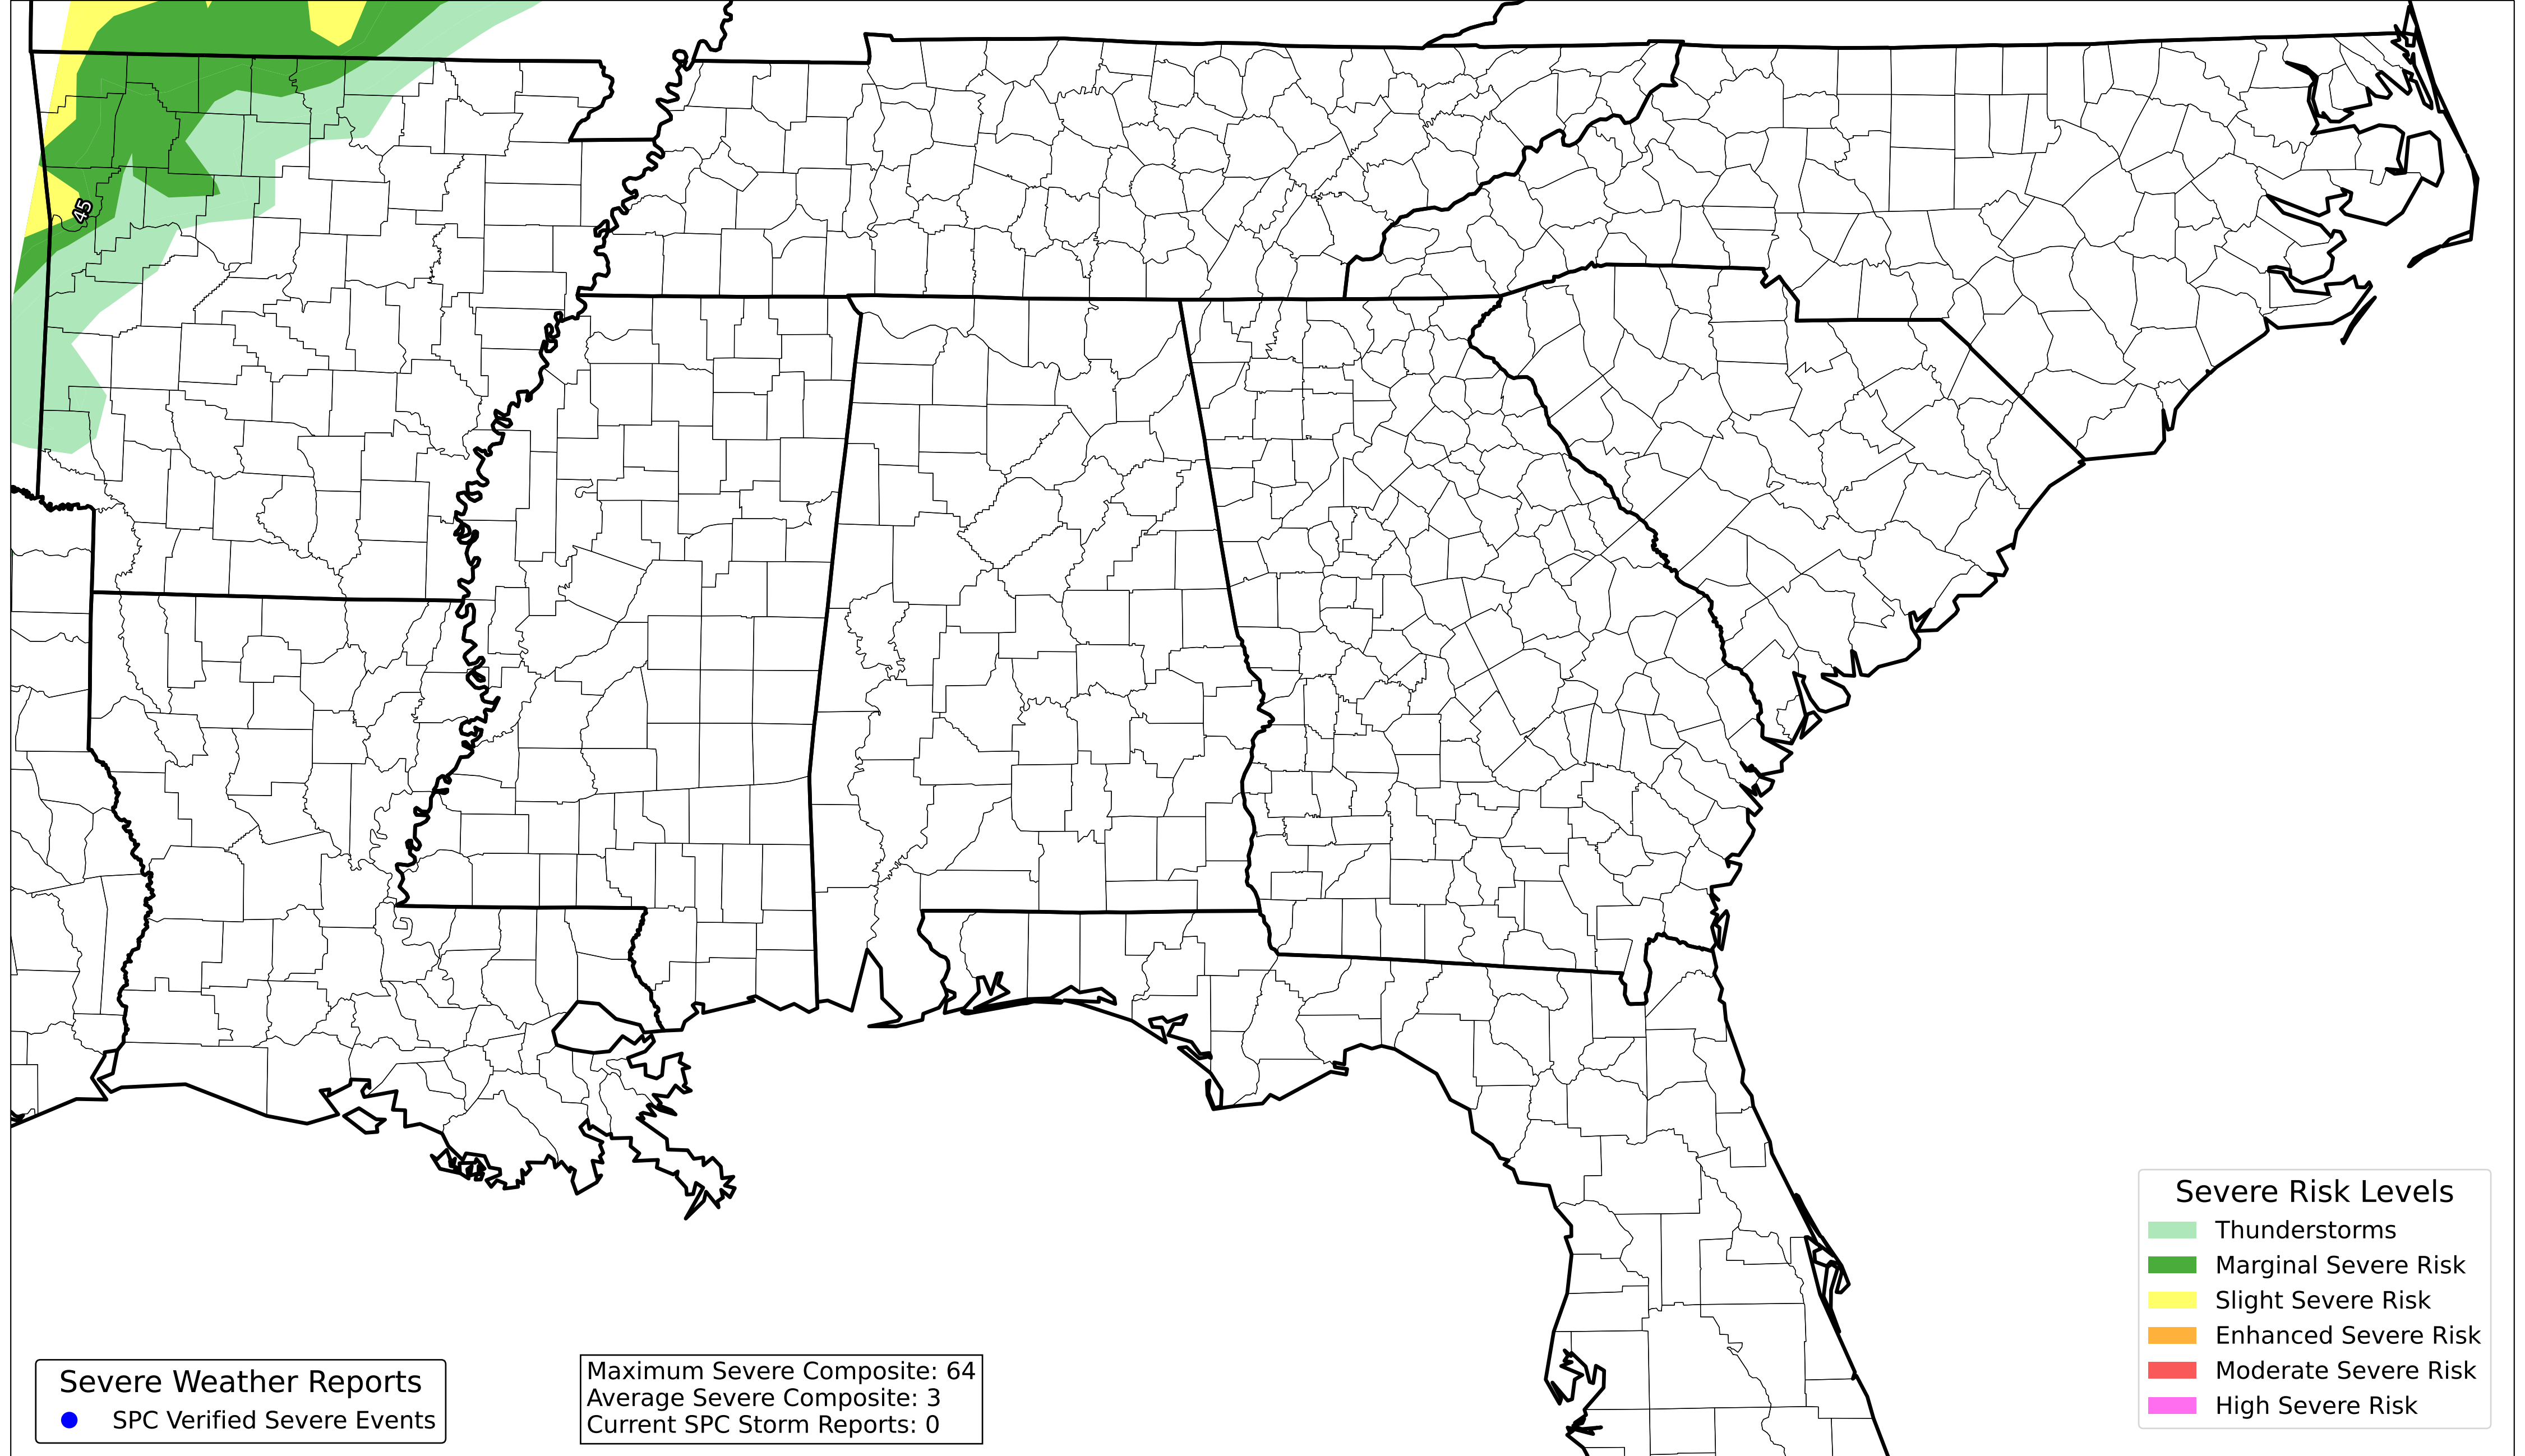 45
Severe Weather Reports
SPC Verified Severe Events
Maximum Severe Composite: 64
Average Severe Composite: 3
Current SPC Storm Reports: 0
Severe Risk Levels
Thunderstorms
Marginal Severe Risk
Slight Severe Risk
Enhanced Severe Risk
Moderate Severe Risk
High Severe Risk